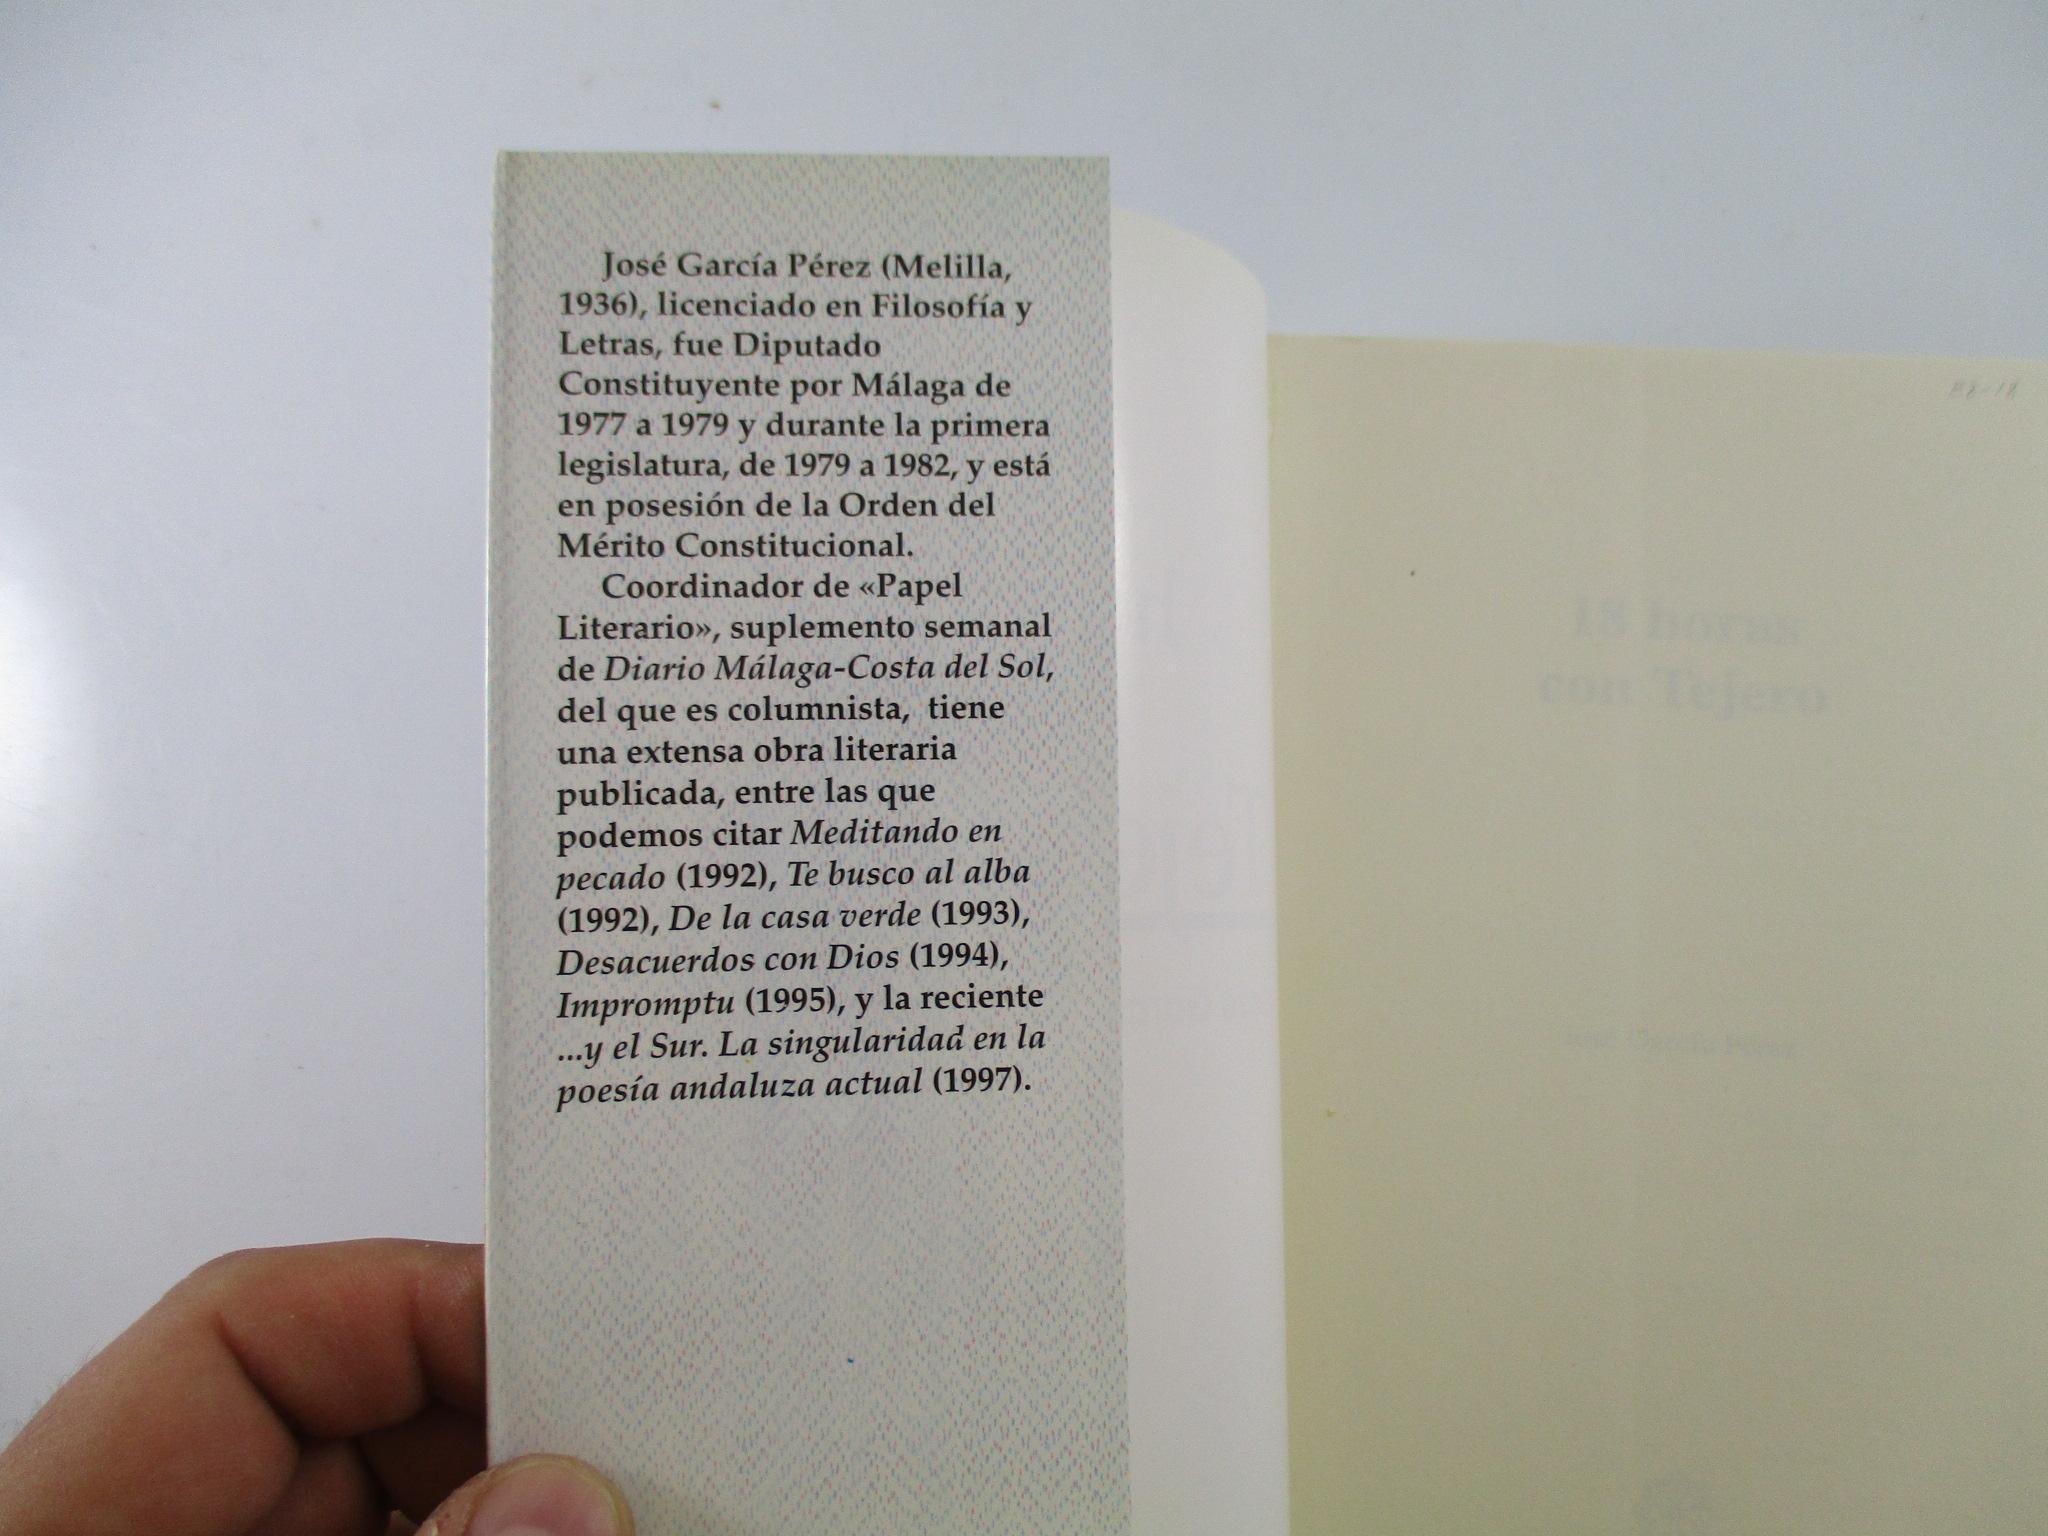 José García Pérez (Melilla,
1936), licenciado en Filosofía y
Letras, fue Diputado
Constituyente por Málaga de
1977 a 1979 y durante la primera
legislatura, de 1979 a 1982, y está
en posesión de la Orden del
Mérito Constitucional.
Coordinador de «Papel
Literario», suplemento semanal
de Diario Málaga-Costa del Sol,
del que es columnista, tiene
una extensa obra literaria
publicada, entre las que
podemos citar Meditando en
pecado (1992), Te busco al alba
(1992), De la casa verde (1993),
Desacuerdos con Dios (1994),
Impromptu (1995), y la reciente
...y el Sur. La singularidad en la
poesía andaluza actual (1997).
18 horas
con Tejero
Pérez